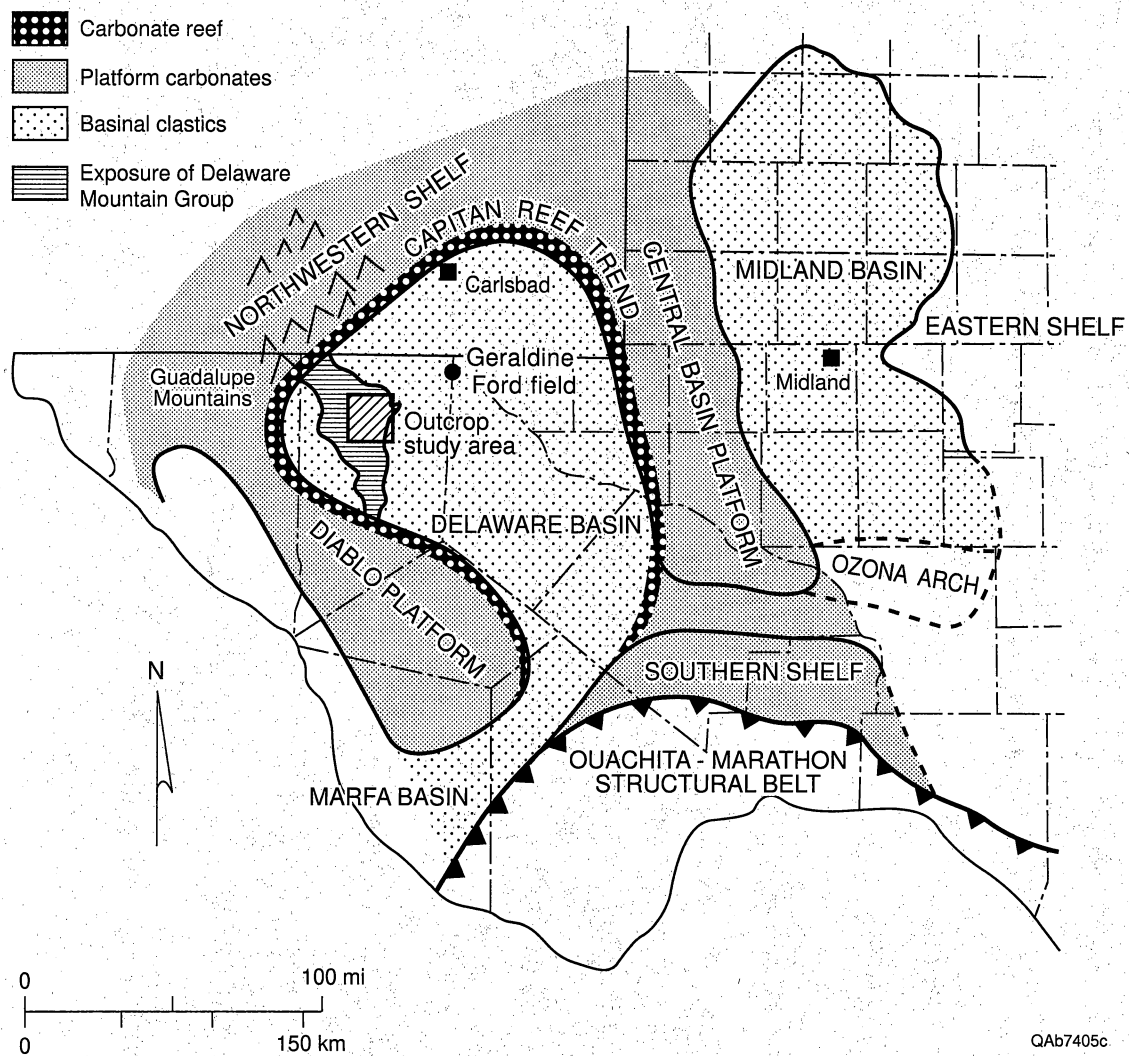 Carbonate reef
Platform carbonates
Basinal clastics
Exposure of Delaware
Mountain Group
NORTHWESTERN SHELF
CAPITAN REEF TREND
Carlsbad
CENTRAL BASIN PLATFORM
MIDLAND BASIN
EASTERN SHELF
Midland
Geraldine
Ford field
Guadalupe
Mountains
Outcrop
study area
DELAWARE BASIN
DIABLO PLATFORM
OZONA ARCH
SOUTHERN SHELF
N
OUACHITA - MARATHON
STRUCTURAL BELT
MARFA BASIN
0
100 mi
0
150 km
QAb7405c